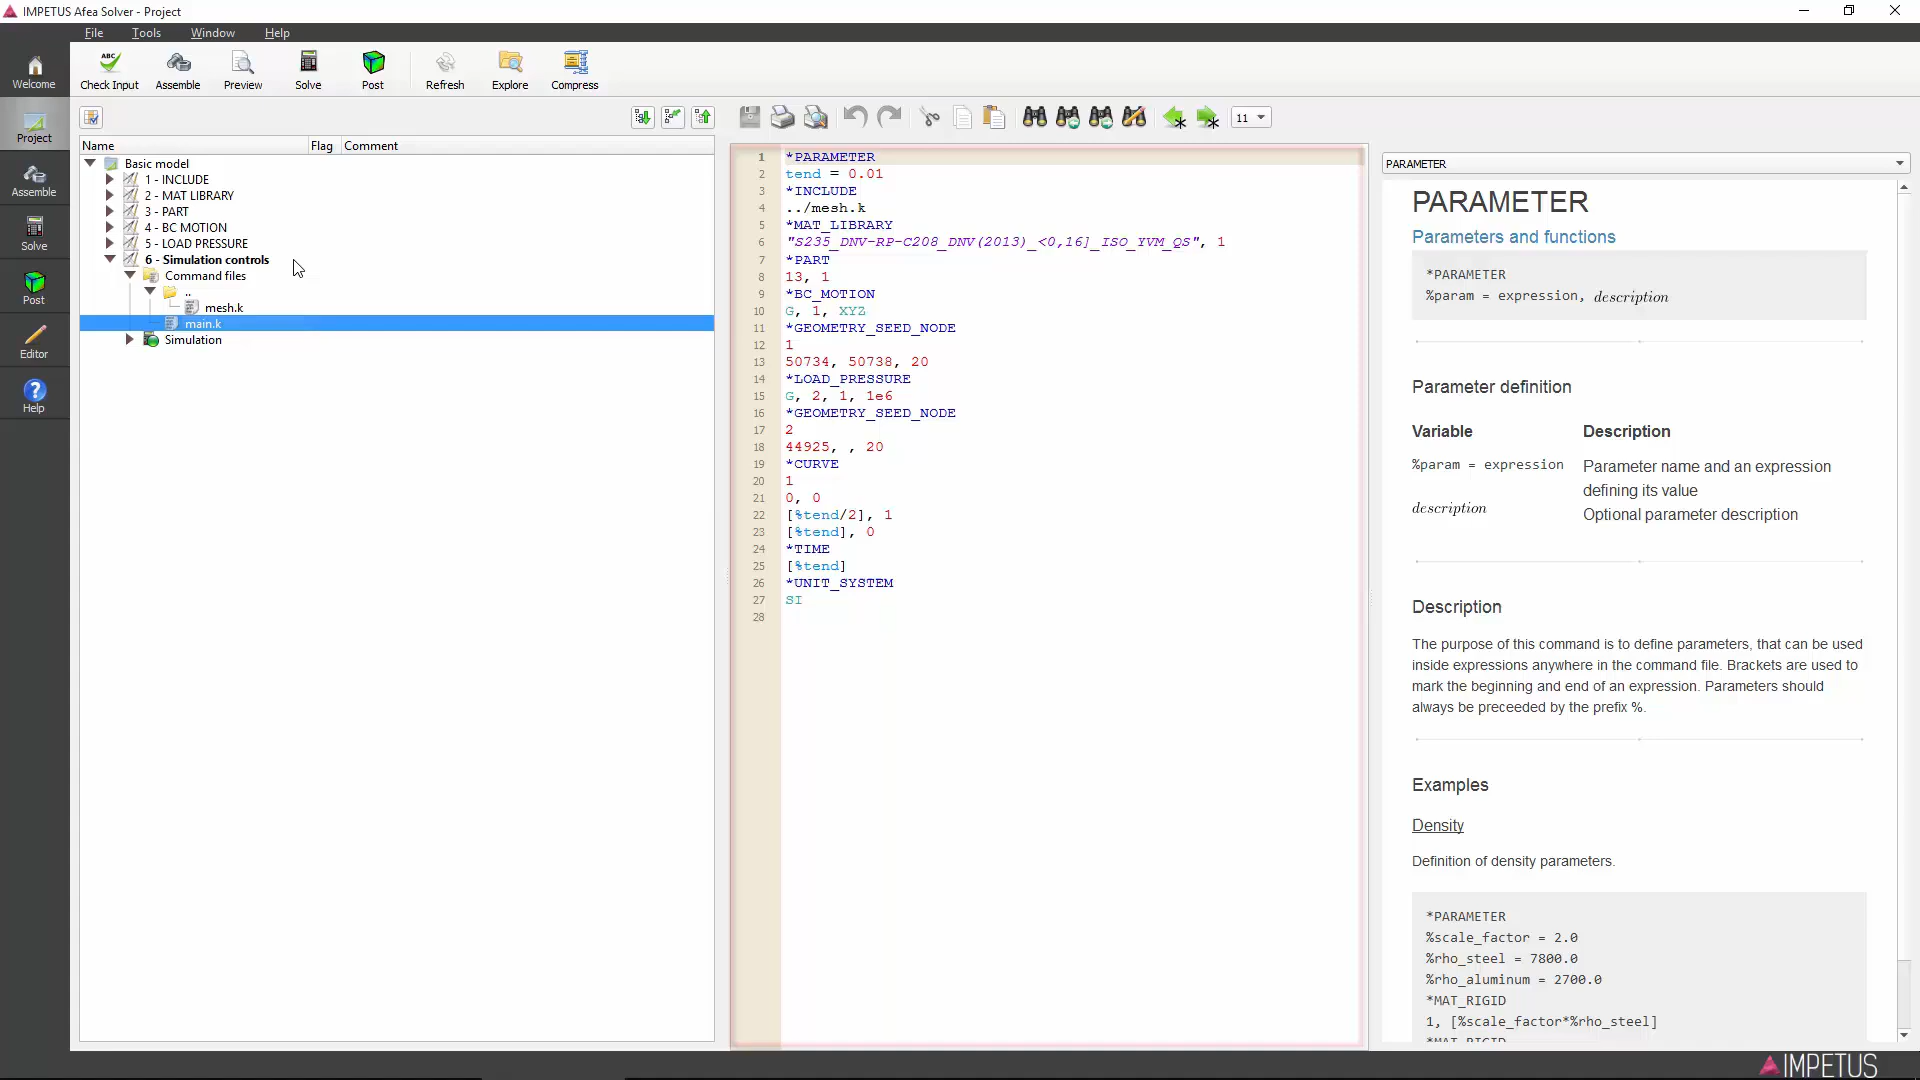 IMPETUS Afea Solver - Project
File Tools Window Help
Welcome
Project
Assemble
Solve
Post
Editor
Help
ABC
Check Input Assemble Preview Solve Post Refresh Explore Compress
11
Name Flag Comment
Basic model
1 - INCLUDE
2 - MAT LIBRARY
3 - PART
4 - BC MOTION
5 - LOAD PRESSURE
6 - Simulation controls
Command files
..
mesh.k
main.k
Simulation
1 *PARAMETER
2 tend = 0.01
3 *INCLUDE
4 ../mesh.k
5 *MAT_LIBRARY
6 "S235_DNV-RP-C208_DNV(2013)_<0,16]_ISO_YVM_QS", 1
7 *PART
8 13, 1
9 *BC_MOTION
10 G, 1, XYZ
11 *GEOMETRY_SEED_NODE
12 1
13 50734, 50738, 20
14 *LOAD_PRESSURE
15 G, 2, 1, 1e6
16 *GEOMETRY_SEED_NODE
17 2
18 44925, , 20
19 *CURVE
20 1
21 0, 0
22 [%tend/2], 1
23 [%tend], 0
24 *TIME
25 [%tend]
26 *UNIT_SYSTEM
27 SI
28
PARAMETER
PARAMETER
Parameters and functions
*PARAMETER
%param = expression, description
Parameter definition
Variable Description
%param = expression Parameter name and an expression
defining its value
description Optional parameter description
Description
The purpose of this command is to define parameters, that can be used
inside expressions anywhere in the command file. Brackets are used to
mark the beginning and end of an expression. Parameters should
always be preceeded by the prefix %.
Examples
Density
Definition of density parameters.
*PARAMETER
%scale_factor = 2.0
%rho_steel = 7800.0
%rho_aluminum = 2700.0
*MAT_RIGID
1, [%scale_factor*%rho_steel]
*MAT_RIGID
IMPETUS